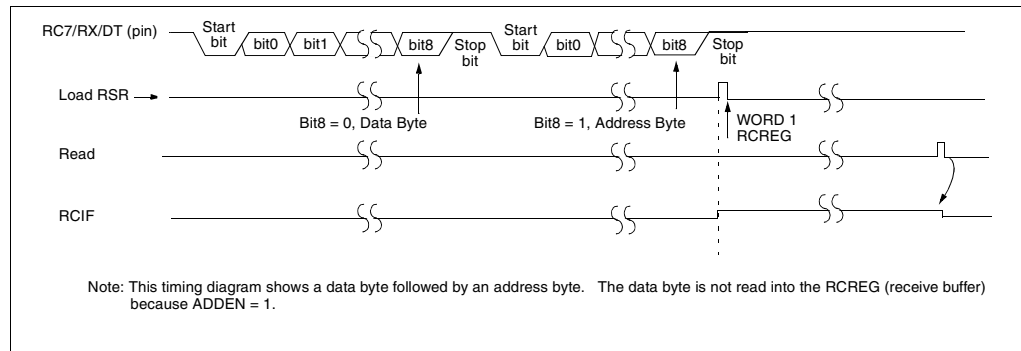 RC7/RX/DT (pin)
Start bit
bit0
bit1
bit8
Stop bit
Start bit
bit0
bit8
Stop bit
Load RSR
Bit8 = 0, Data Byte
Bit8 = 1, Address Byte
WORD 1
RCREG
Read
RCIF
Note: This timing diagram shows a data byte followed by an address byte. The data byte is not read into the RCREG (receive buffer)
because ADDEN = 1.